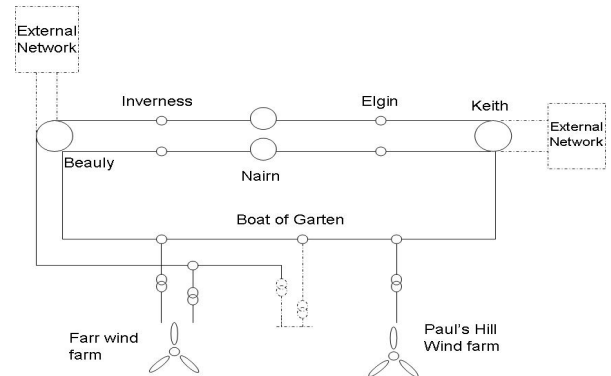 External
Network
Inverness
Elgin
Keith
External
Network
Beauly
Nairn
Boat of Garten
Farr wind
farm
Paul's Hill
Wind farm